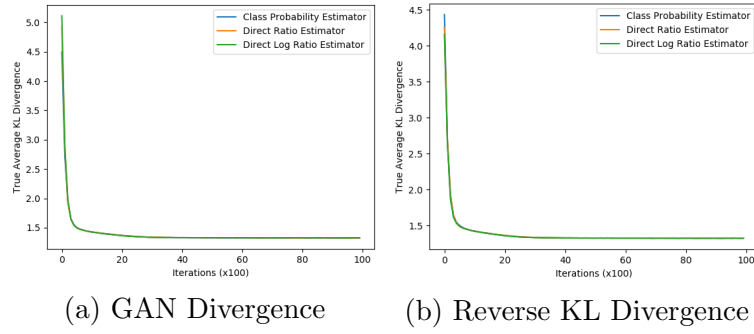 5.0
4.5
4.0
3.5
3.0
2.5
2.0
1.5
True Average KL Divergence
Class Probability Estimator
Direct Ratio Estimator
Direct Log Ratio Estimator
0 20 40 60 80 100
Iterations (x100)
(a) GAN Divergence
4.5
4.0
3.5
3.0
2.5
2.0
1.5
True Average KL Divergence
Class Probability Estimator
Direct Ratio Estimator
Direct Log Ratio Estimator
0 20 40 60 80 100
Iterations (x100)
(b) Reverse KL Divergence